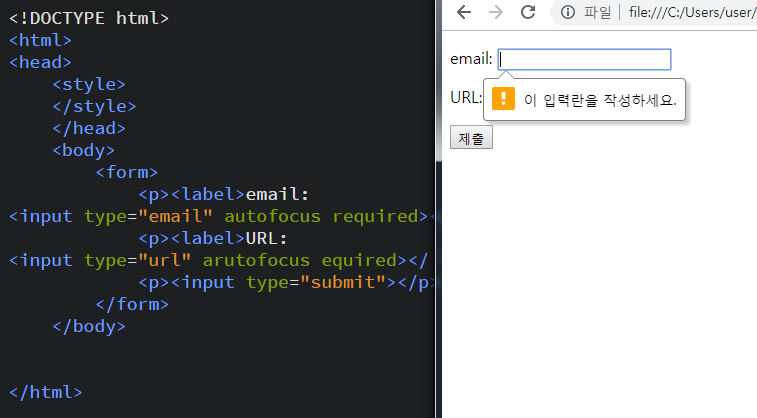 <!DOCTYPE html>
<html>
<head>
<style>
</style>
</head>
<body>
<form>
<p><label>email:
<input type="email" autofocus required><
<p><label>URL:
<input type="url" arutofocus equired></
<p><input type="submit"></p>
</form>
</body>
</html>
파일 file:///C:/Users/user/
email:
URL:
이 입력란을 작성하세요.
제출